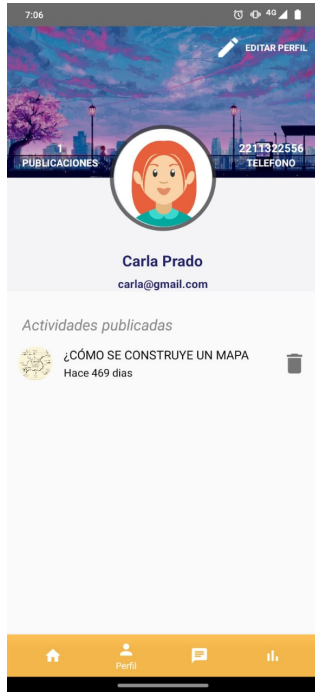 7:06
4G
EDITAR PERFIL
1
PUBLICACIONES
2211322556
TELEFONO
Carla Prado
carla@gmail.com
Actividades publicadas
¿CÓMO SE CONSTRUYE UN MAPA
Hace 469 dias
Perfil